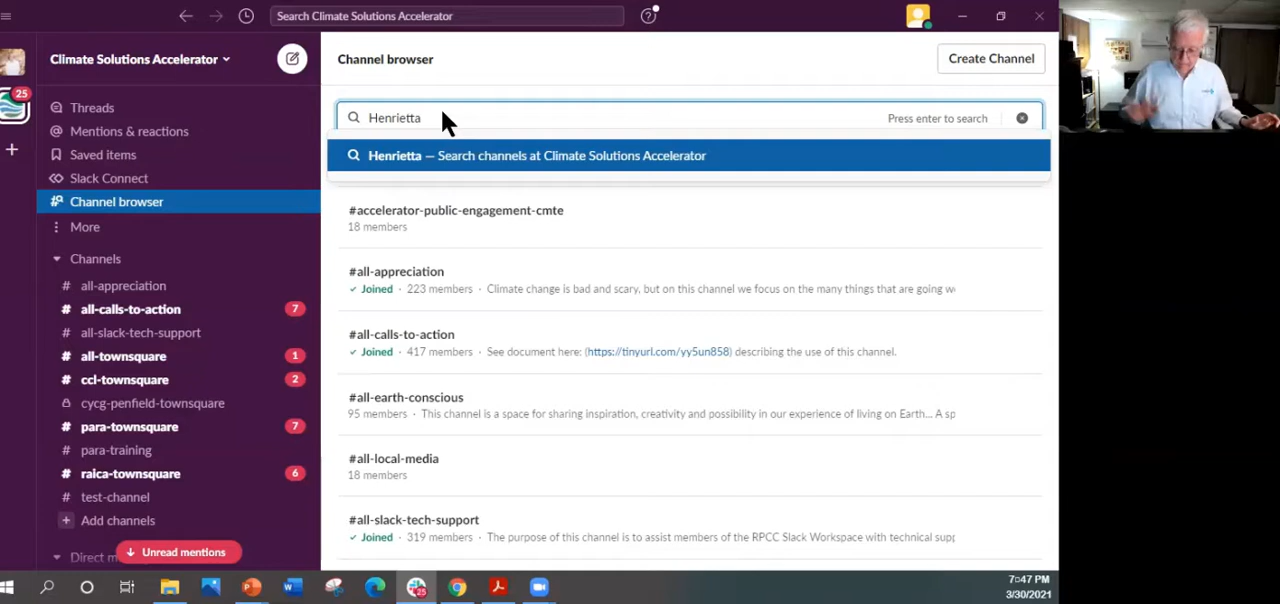 Search Climate Solutions Accelerator
25
Climate Solutions Accelerator
Threads
Mentions & reactions
Saved items
Slack Connect
Channel browser
More
Channels
# all-appreciation
# all-calls-to-action 7
# all-slack-tech-support
# all-townsquare 1
# ccl-townsquare 2
cycg-penfield-townsquare
# para-townsquare 7
# para-training
# raica-townsquare 6
# test-channel
+ Add channels
Direct m
Unread mentions
Channel browser
Create Channel
Henrietta Press enter to search
Henrietta — Search channels at Climate Solutions Accelerator
#accelerator-public-engagement-cmte
18 members
#all-appreciation
✓ Joined · 223 members · Climate change is bad and scary, but on this channel we focus on the many things that are going we
#all-calls-to-action
✓ Joined · 417 members · See document here: (https://tinyurl.com/yy5un858) describing the use of this channel.
#all-earth-conscious
95 members · This channel is a space for sharing inspiration, creativity and possibility in our experience of living on Earth... A sp
#all-local-media
18 members
#all-slack-tech-support
✓ Joined · 319 members · The purpose of this channel is to assist members of the RPCC Slack Workspace with technical supp
25
7:47 PM
3/30/2021